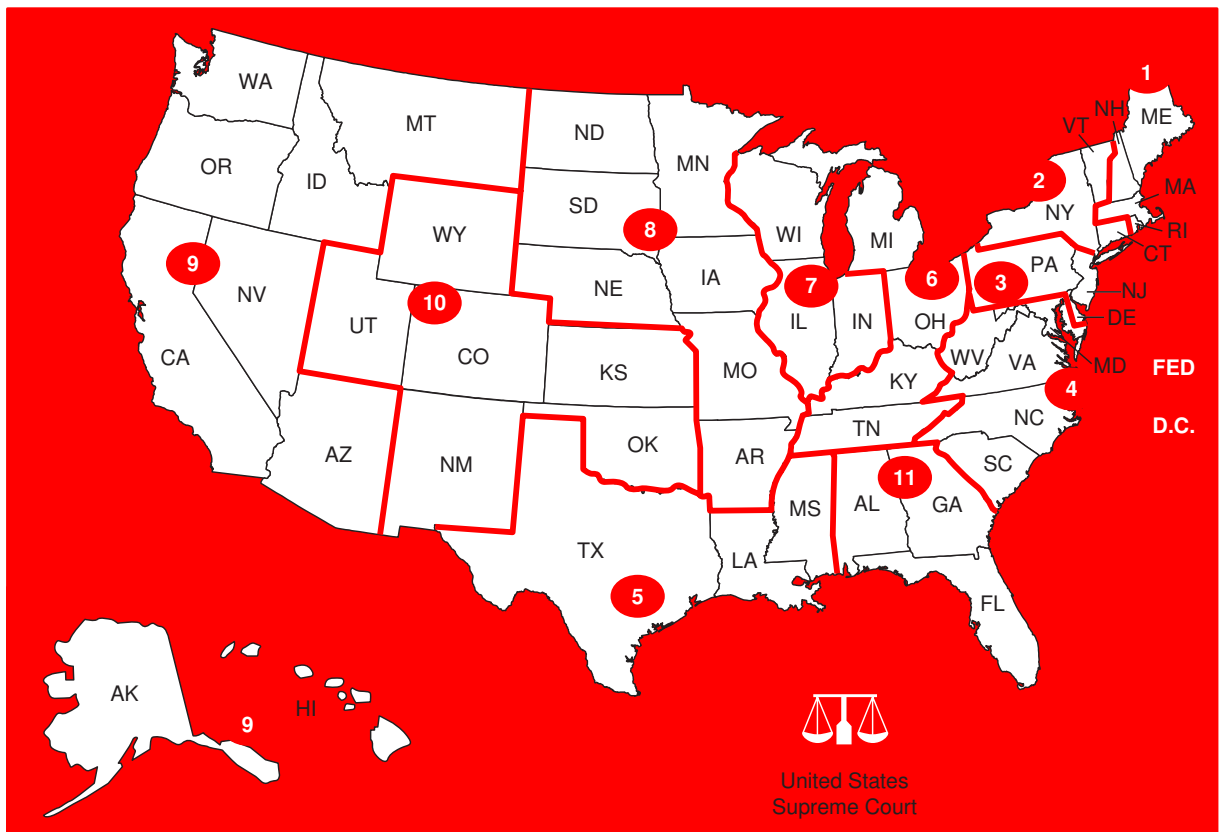 1
WA
NH
ME
MT
ND
VT
MN
OR
ID
2
MA
SD
NY
8
WI
MI
RI
WY
CT
9
PA
IA
7
6
3
NV
NE
NJ
10
UT
IL
IN
OH
DE
CO
WV
VA
MD
FED
CA
KS
MO
KY
4
NC
D.C.
TN
AZ
OK
NM
AR
SC
11
MS
AL
GA
TX
LA
5
FL
AK
HI
9
United States
Supreme Court